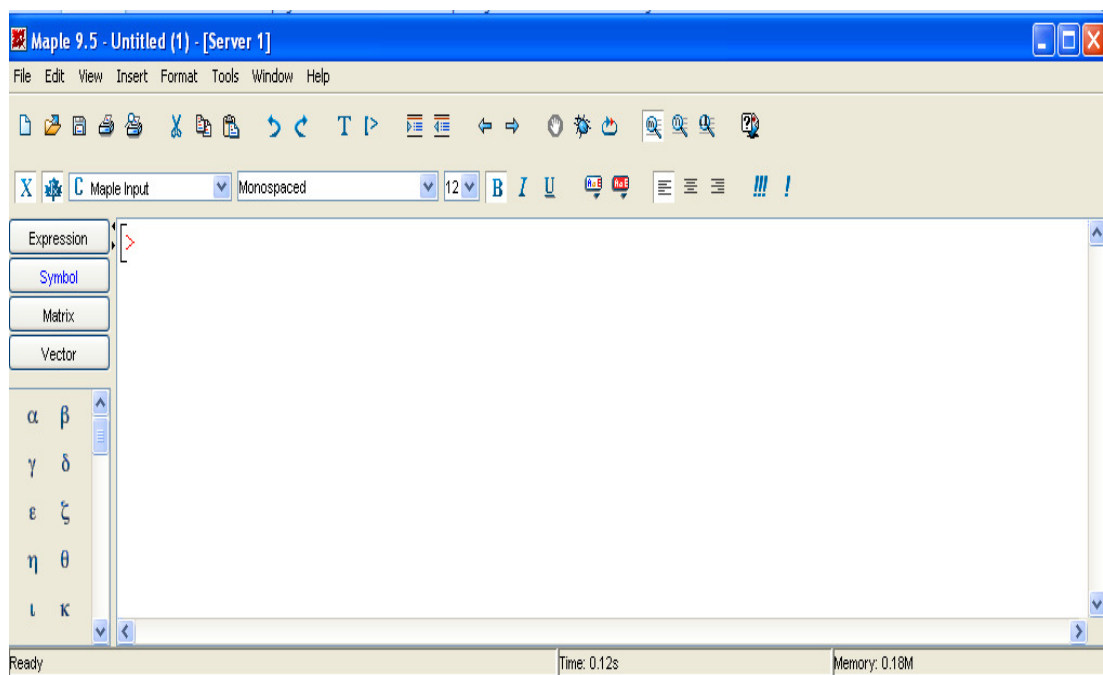 Maple 9.5 - Untitled (1) - [Server 1]
File Edit View Insert Format Tools Window Help
T [>
X C Maple Input Monospaced 12 B I U !!! !
Expression
[>
Symbol
Matrix
Vector
α β
γ δ
ε ζ
η θ
ι κ
Ready Time: 0.12s Memory: 0.18M